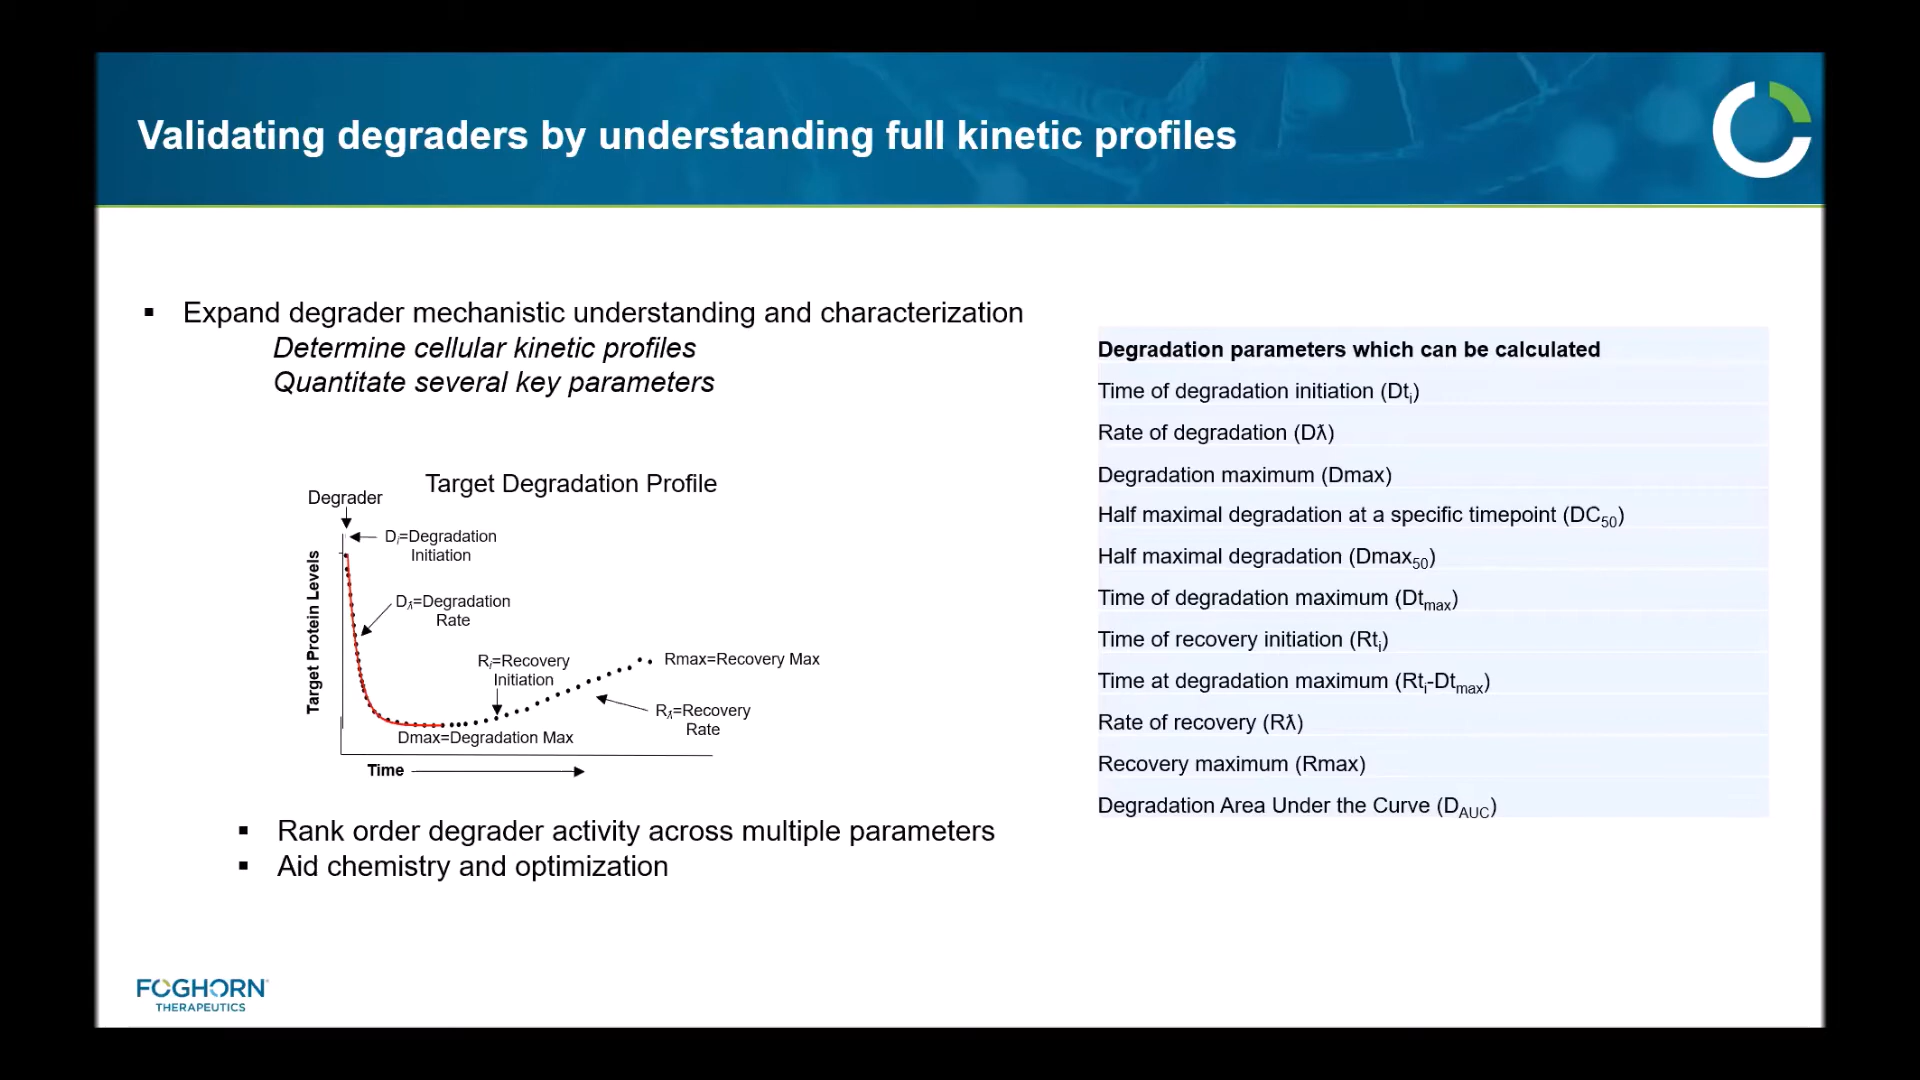 Validating degraders by understanding full kinetic profiles
▪ Expand degrader mechanistic understanding and characterization
Determine cellular kinetic profiles
Quantitate several key parameters
Target Degradation Profile
Degrader
Di=Degradation
Initiation
Target Protein Levels
Dƛ=Degradation
Rate
Ri=Recovery
Initiation
Rmax=Recovery Max
Rƛ=Recovery
Rate
Dmax=Degradation Max
Time
▪ Rank order degrader activity across multiple parameters
▪ Aid chemistry and optimization
Degradation parameters which can be calculated
Time of degradation initiation (Dti)
Rate of degradation (Dƛ)
Degradation maximum (Dmax)
Half maximal degradation at a specific timepoint (DC50)
Half maximal degradation (Dmax50)
Time of degradation maximum (Dtmax)
Time of recovery initiation (Rti)
Time at degradation maximum (Rti-Dtmax)
Rate of recovery (Rƛ)
Recovery maximum (Rmax)
Degradation Area Under the Curve (DAUC)
FOGHORN
THERAPEUTICS